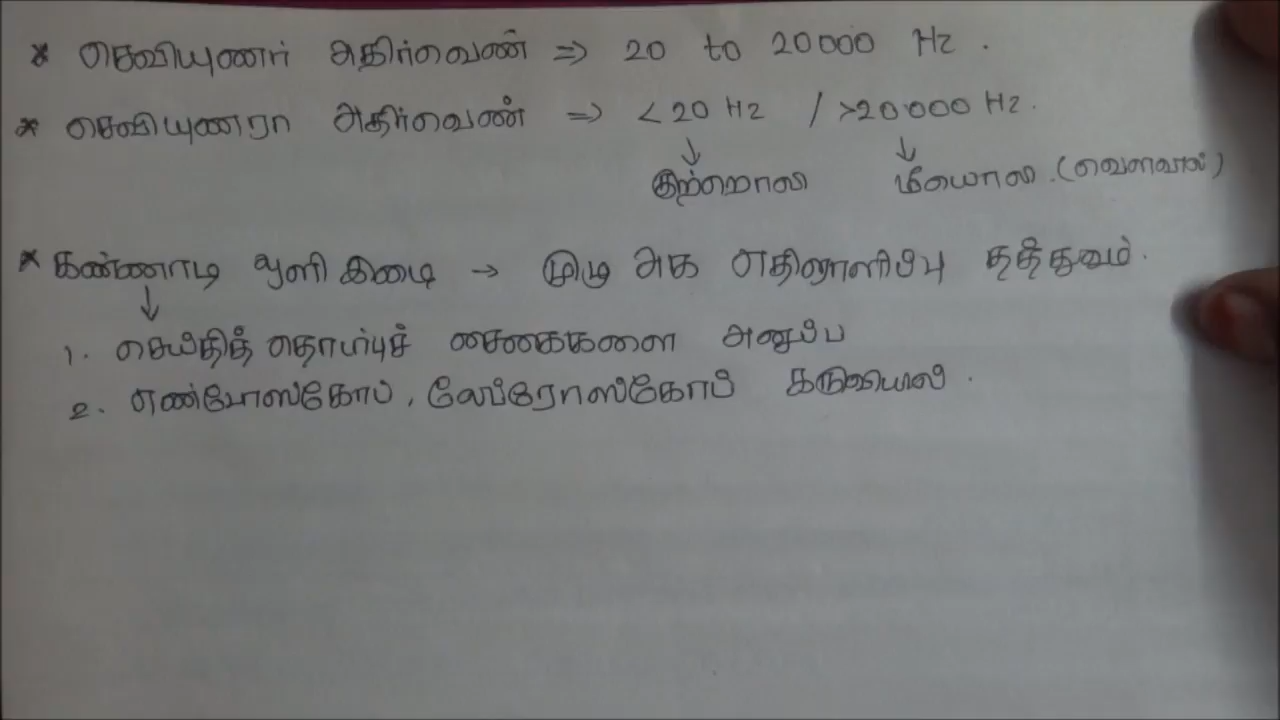 * செவியுணர் அதிர்வெண் => 20 to 20000 Hz .
* செவியுணரா அதிர்வெண் => <20 Hz / >20000 Hz .
↓ ↓
குற்றொலி மீயொலி . (வெளவால்)
* கண்ணாடி ஒளி இழை → முழு அக எதிரொளிப்பு தத்துவம் .
↓
1. செய்தித் தொடர்புச் சைகைகளை அனுப்ப
2. எண்டோஸ்கோப் , லேப்ரோஸ்கோப் கருவியில் .